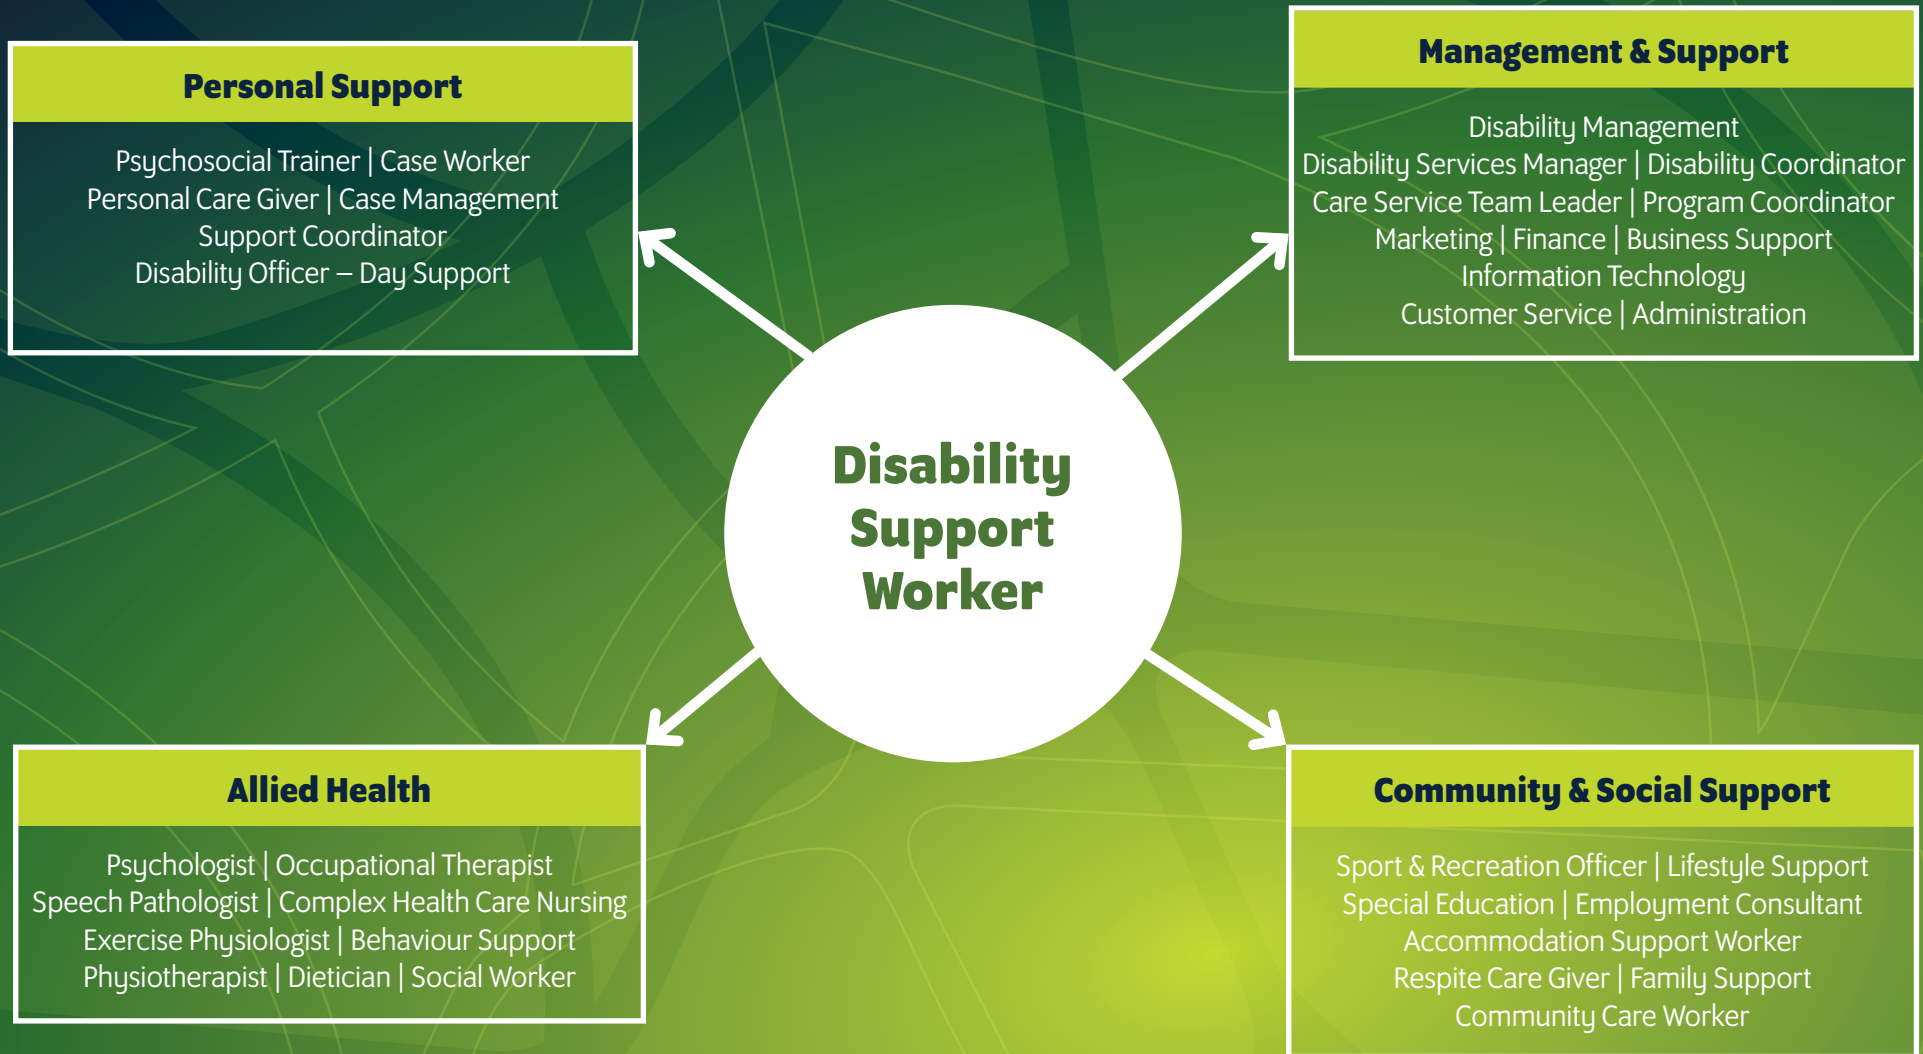 Personal Support
Psychosocial Trainer | Case Worker
Personal Care Giver | Case Management
Support Coordinator
Disability Officer – Day Support
Management & Support
Disability Management
Disability Services Manager | Disability Coordinator
Care Service Team Leader | Program Coordinator
Marketing | Finance | Business Support
Information Technology
Customer Service | Administration
Disability
Support
Worker
Allied Health
Psychologist | Occupational Therapist
Speech Pathologist | Complex Health Care Nursing
Exercise Physiologist | Behaviour Support
Physiotherapist | Dietician | Social Worker
Community & Social Support
Sport & Recreation Officer | Lifestyle Support
Special Education | Employment Consultant
Accommodation Support Worker
Respite Care Giver | Family Support
Community Care Worker